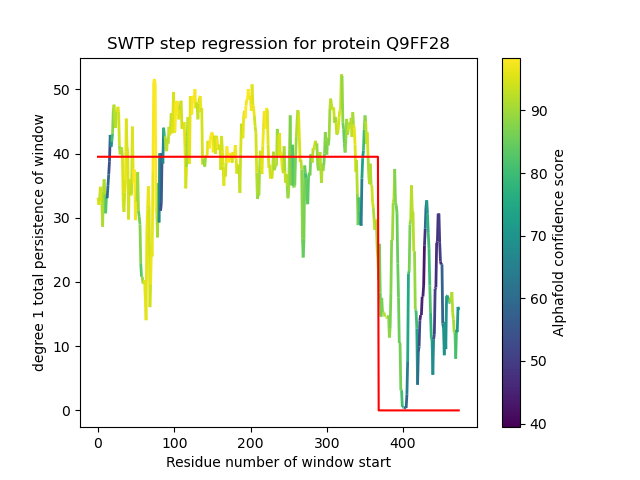 SWTP step regression for protein Q9FF28
degree 1 total persistence of window
50
40
30
20
10
0
0 100 200 300 400
Residue number of window start
90
80
70
60
50
40
Alphafold confidence score